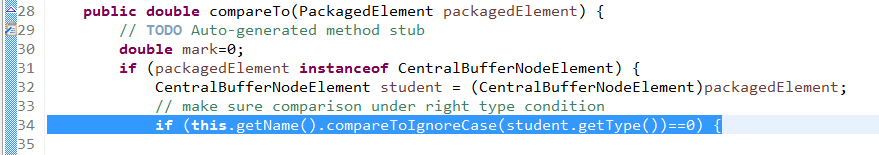 28 public double compareTo(PackagedElement packagedElement) {
29 // TODO Auto-generated method stub
30 double mark=0;
31 if (packagedElement instanceof CentralBufferNodeElement) {
32 CentralBufferNodeElement student = (CentralBufferNodeElement)packagedElement;
33 // make sure comparison under right type condition
34 if (this.getName().compareToIgnoreCase(student.getType())==0) {
35